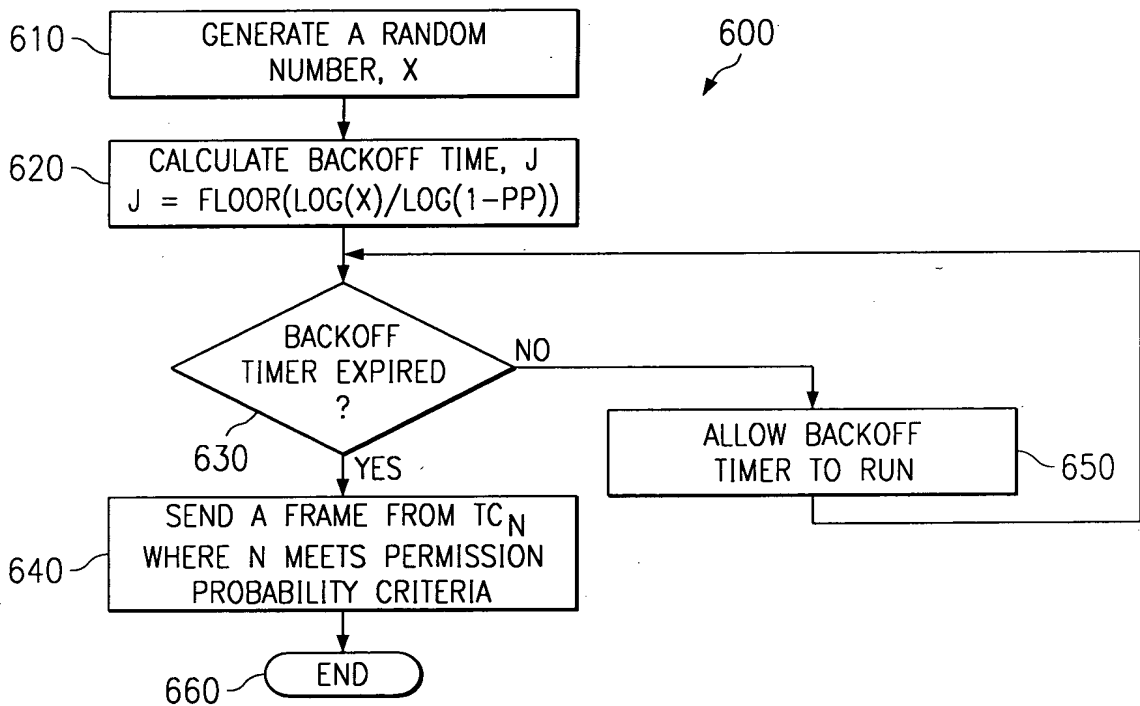 610
GENERATE A RANDOM
NUMBER, X
600
620
CALCULATE BACKOFF TIME, J
J = FLOOR(LOG(X)/LOG(1-PP))
BACKOFF
TIMER EXPIRED
?
NO
630
YES
ALLOW BACKOFF
TIMER TO RUN
650
640
SEND A FRAME FROM TCN
WHERE N MEETS PERMISSION
PROBABILITY CRITERIA
END
660